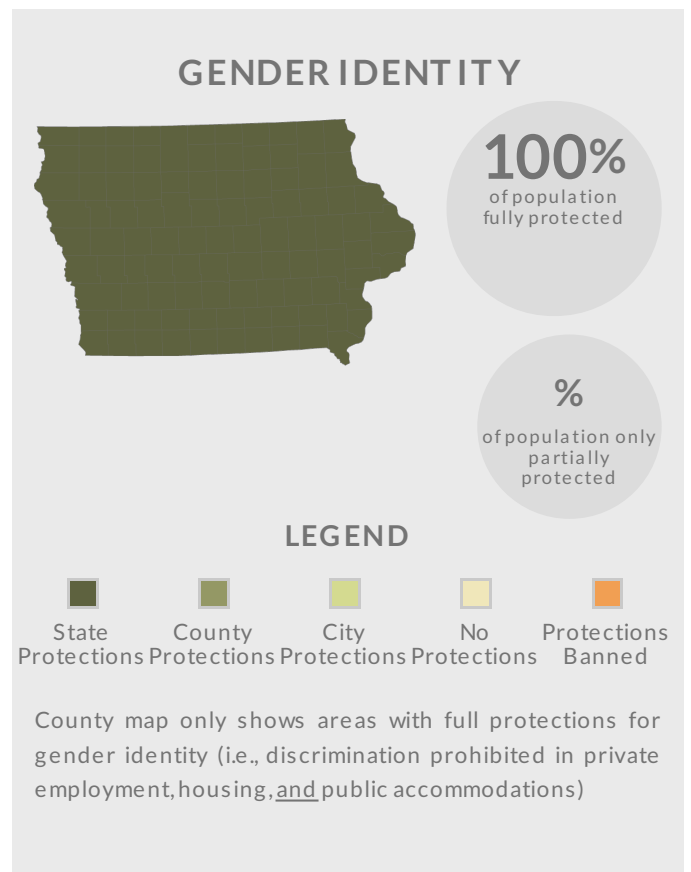 GENDER IDENTITY
100%
of population
fully protected
%
of population only
partially
protected
LEGEND
State
Protections
County
Protections
City
Protections
No
Protections
Protections
Banned
County map only shows areas with full protections for
gender identity (i.e., discrimination prohibited in private
employment, housing, and public accommodations)